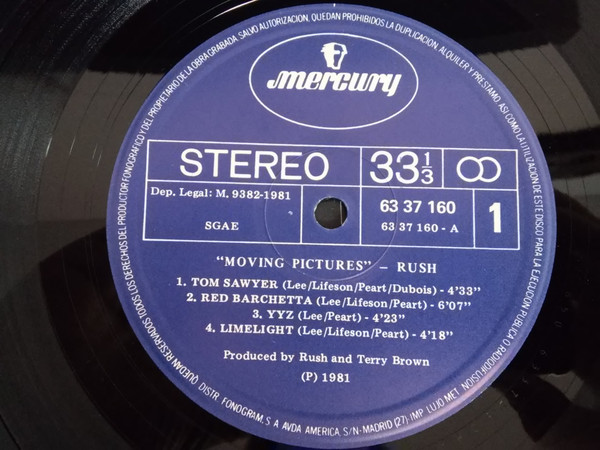 mercury
STEREO
33 1/3
Dep. Legal: M. 9382-1981
SGAE
63 37 160
63 37 160 - A
1
"MOVING PICTURES" - RUSH
1. TOM SAWYER (Lee/Lifeson/Peart/Dubois) - 4'33"
2. RED BARCHETTA (Lee/Lifeson/Peart) - 6'07"
3. YYZ (Lee/Lifeson/Peart) - 4'23"
4. LIMELIGHT (Lee/Lifeson/Peart) - 4'18"
Produced by Rush and Terry Brown
(P) 1981
QUEDAN RESERVADOS TODOS LOS DERECHOS DEL PRODUCTOR FONOGRAFICO Y DEL PROPIETARIO DE LA OBRA GRABADA. SALVO AUTORIZACION, QUEDAN PROHIBIDOS LA DUPLICACION, ALQUILER Y PRESTAMO, ASI COMO LA UTILIZACION DE ESTE DISCO PARA LA EJECUCION PUBLICA O RADIODIFUSION
DISTR. FONOGRAM, S A AVDA AMERICA, S/N-MADRID (27)-IMP LUJO MET.